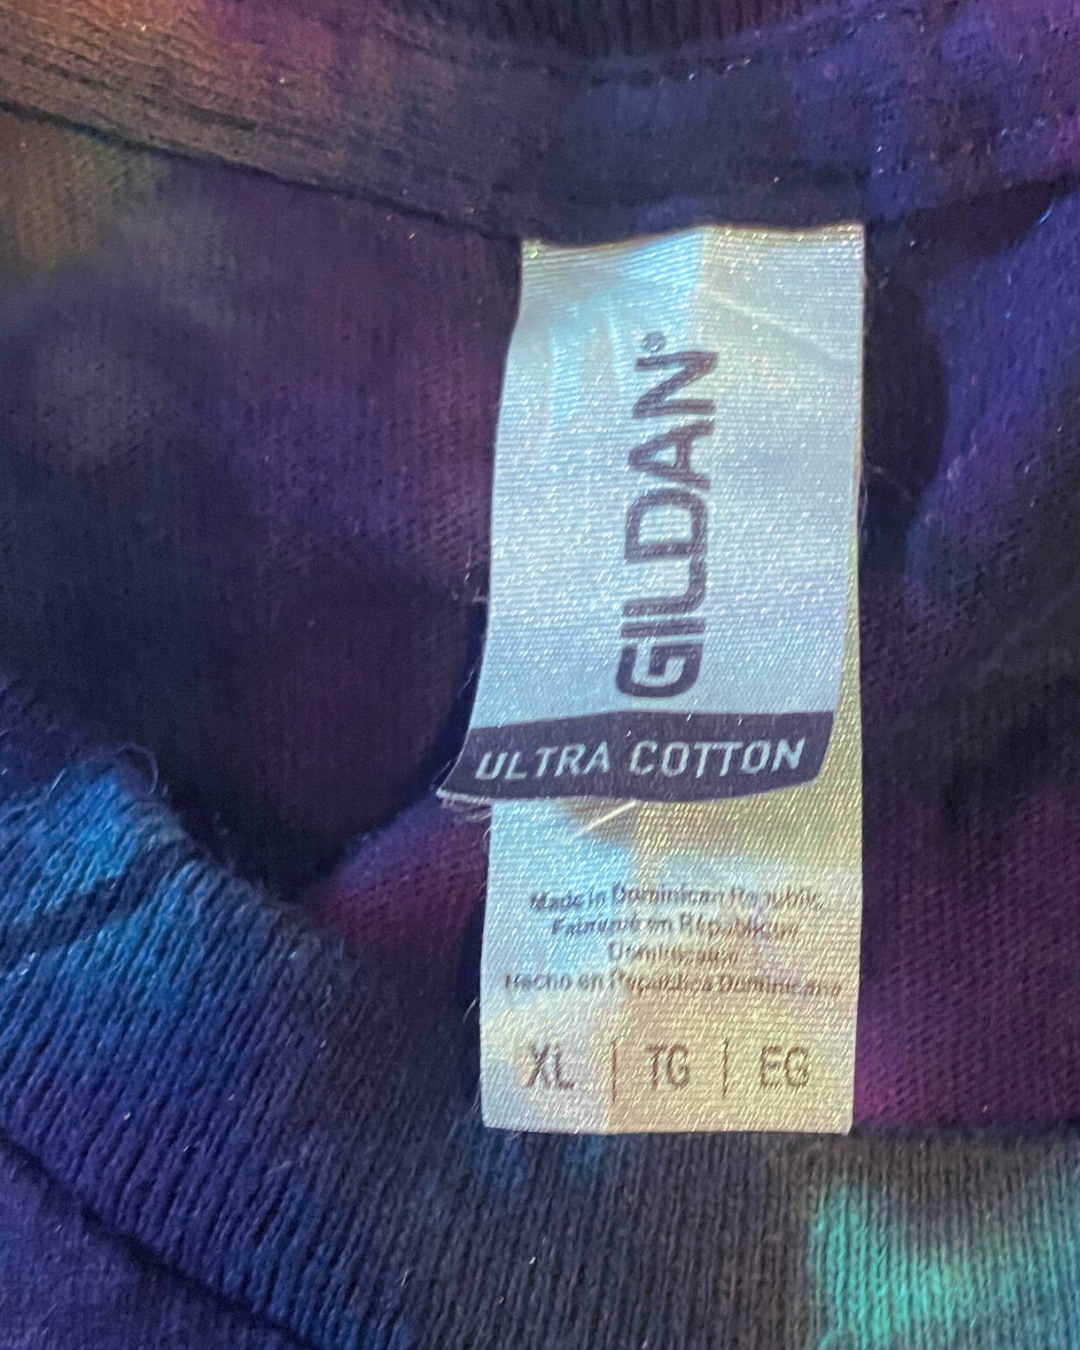 GILDAN®
ULTRA COTTON
Made in Dominican Republic
Fabriqué en République
Dominicaine
Hecho en República Dominicana
XL | TG | EG